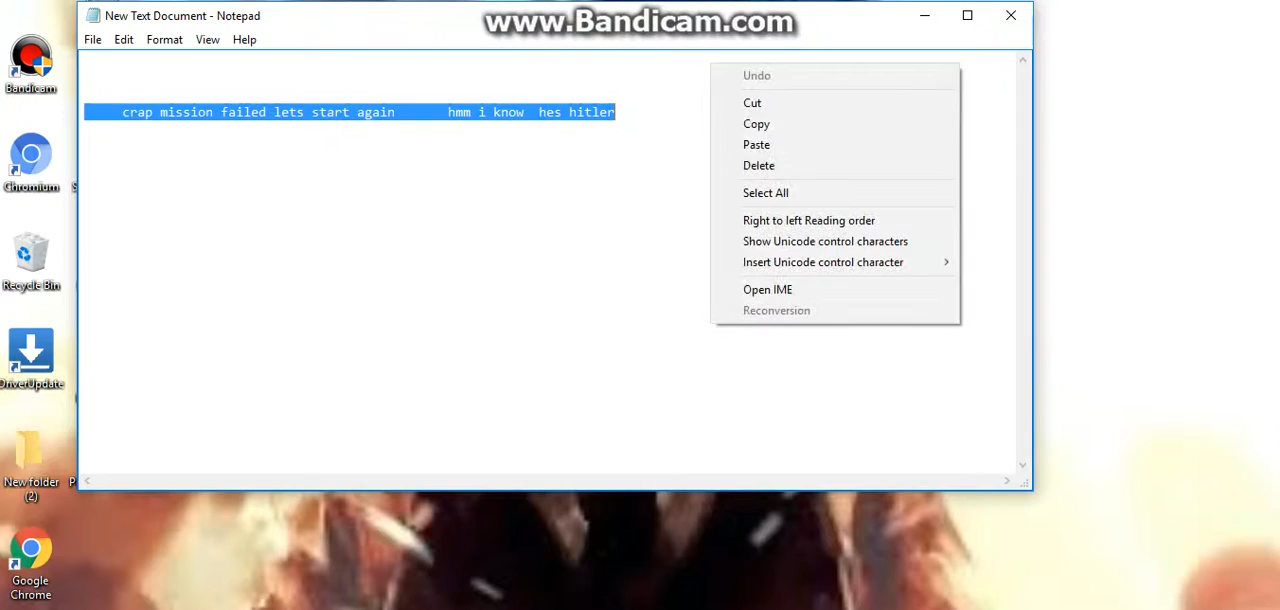 www.Bandicam.com
New Text Document - Notepad
File Edit Format View Help
crap mission failed lets start again hmm i know hes hitler
Undo
Cut
Copy
Paste
Delete
Select All
Right to left Reading order
Show Unicode control characters
Insert Unicode control character
Open IME
Reconversion
Bandicam
Chromium
Recycle Bin
DriverUpdate
New folder
(2)
Google
Chrome